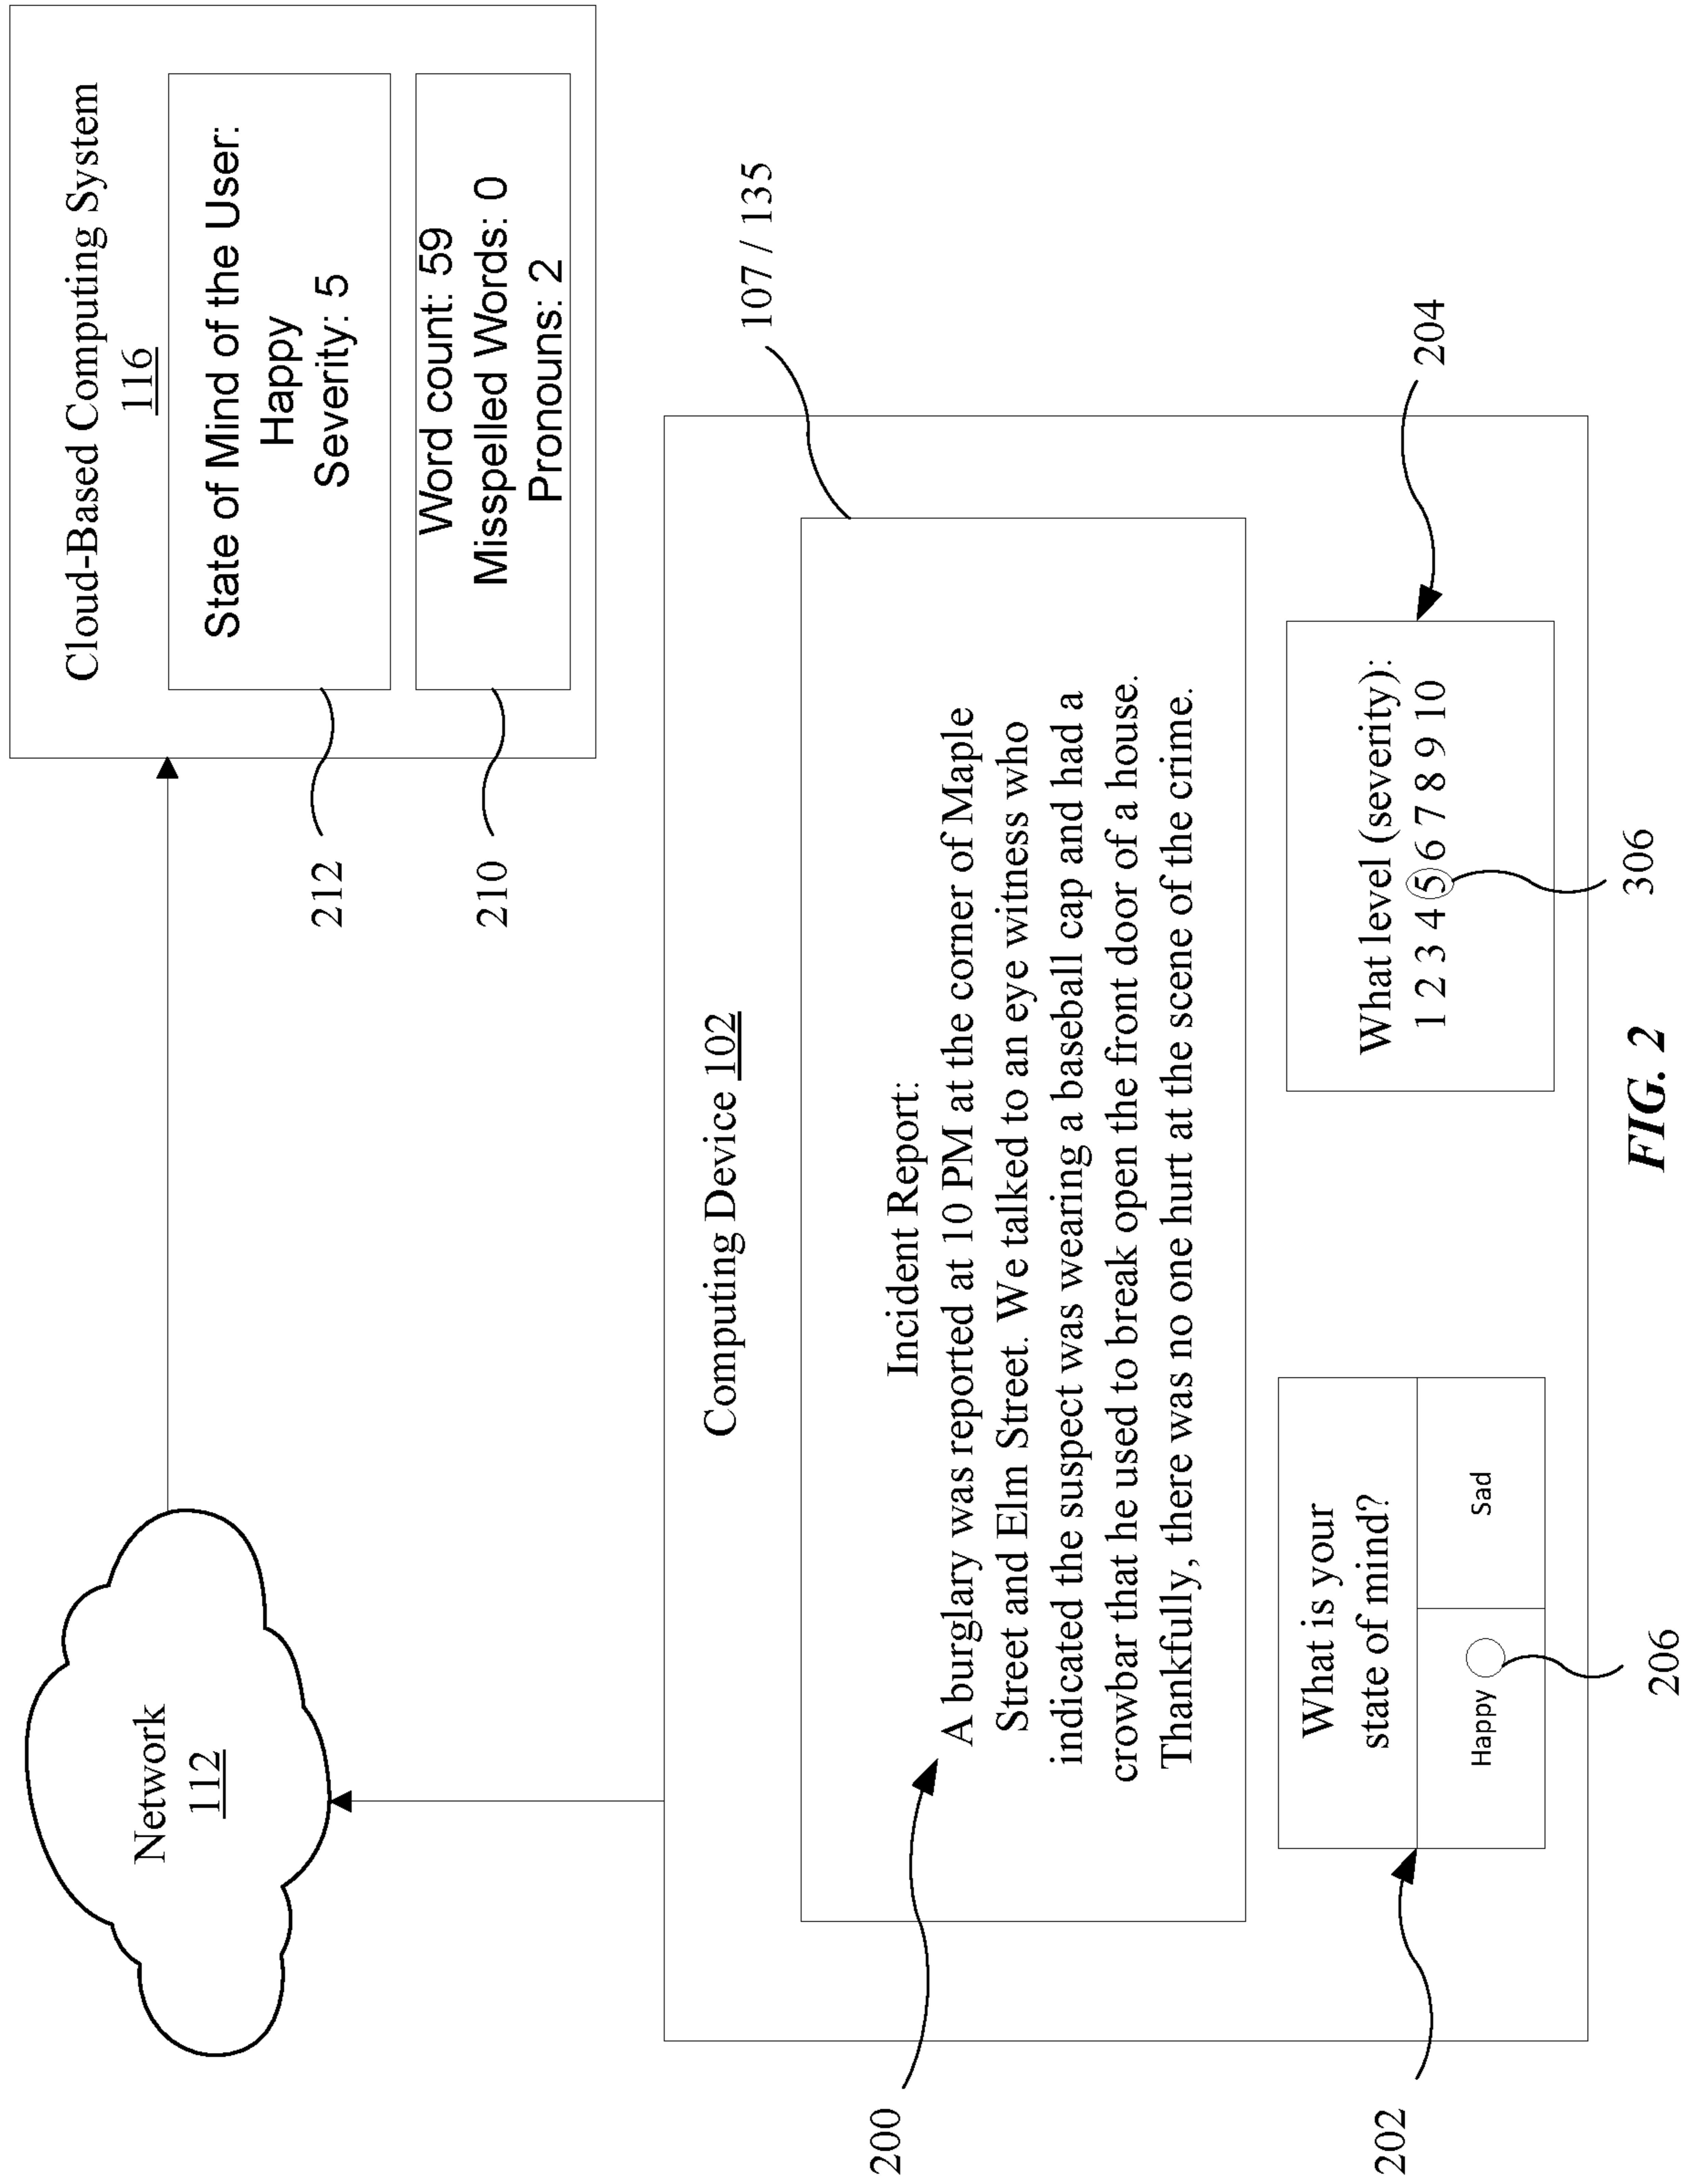 Network
112
Cloud-Based Computing System
116
State of Mind of the User:
Happy
Severity: 5
Word count: 59
Misspelled Words: 0
Pronouns: 2
212
210
Computing Device 102
107 / 135
Incident Report:
A burglary was reported at 10 PM at the corner of Maple
Street and Elm Street. We talked to an eye witness who
indicated the suspect was wearing a baseball cap and had a
crowbar that he used to break open the front door of a house.
Thankfully, there was no one hurt at the scene of the crime.
200
What is your
state of mind?
Happy
Sad
202
206
What level (severity):
1 2 3 4 5 6 7 8 9 10
204
306
FIG. 2